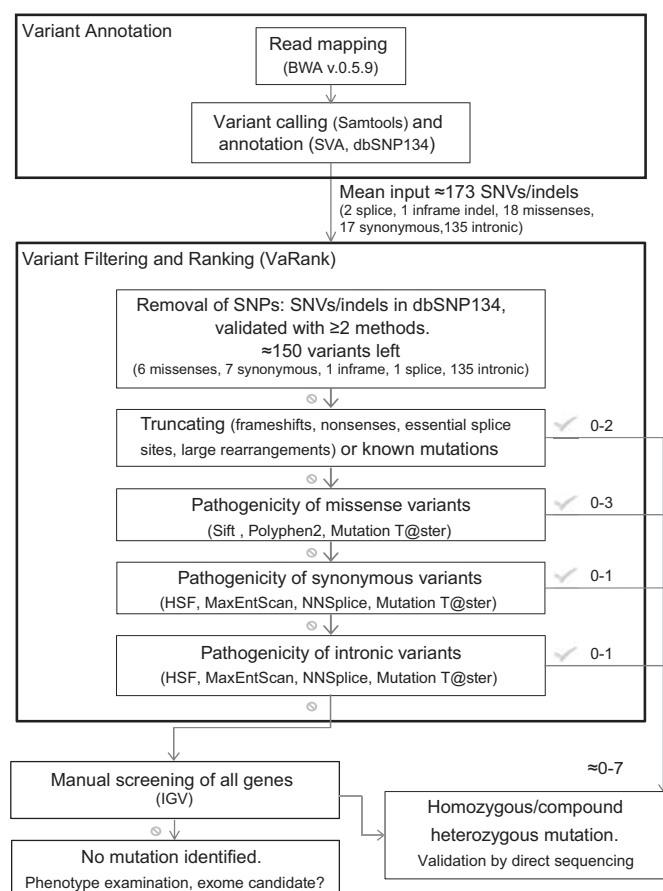 Variant Annotation
Read mapping
(BWA v.0.5.9)
Variant calling (Samtools) and
annotation (SVA, dbSNP134)
Mean input ≈173 SNVs/indels
(2 splice, 1 inframe indel, 18 missenses,
17 synonymous,135 intronic)
Variant Filtering and Ranking (VaRank)
Removal of SNPs: SNVs/indels in dbSNP134,
validated with ≥2 methods.
≈150 variants left
(6 missenses, 7 synonymous, 1 inframe, 1 splice, 135 intronic)
Truncating (frameshifts, nonsenses, essential splice
sites, large rearrangements) or known mutations
0-2
Pathogenicity of missense variants
(Sift , Polyphen2, Mutation T@ster)
0-3
Pathogenicity of synonymous variants
(HSF, MaxEntScan, NNSplice, Mutation T@ster)
0-1
Pathogenicity of intronic variants
(HSF, MaxEntScan, NNSplice, Mutation T@ster)
0-1
≈0-7
Manual screening of all genes
(IGV)
Homozygous/compound
heterozygous mutation.
Validation by direct sequencing
No mutation identified.
Phenotype examination, exome candidate?